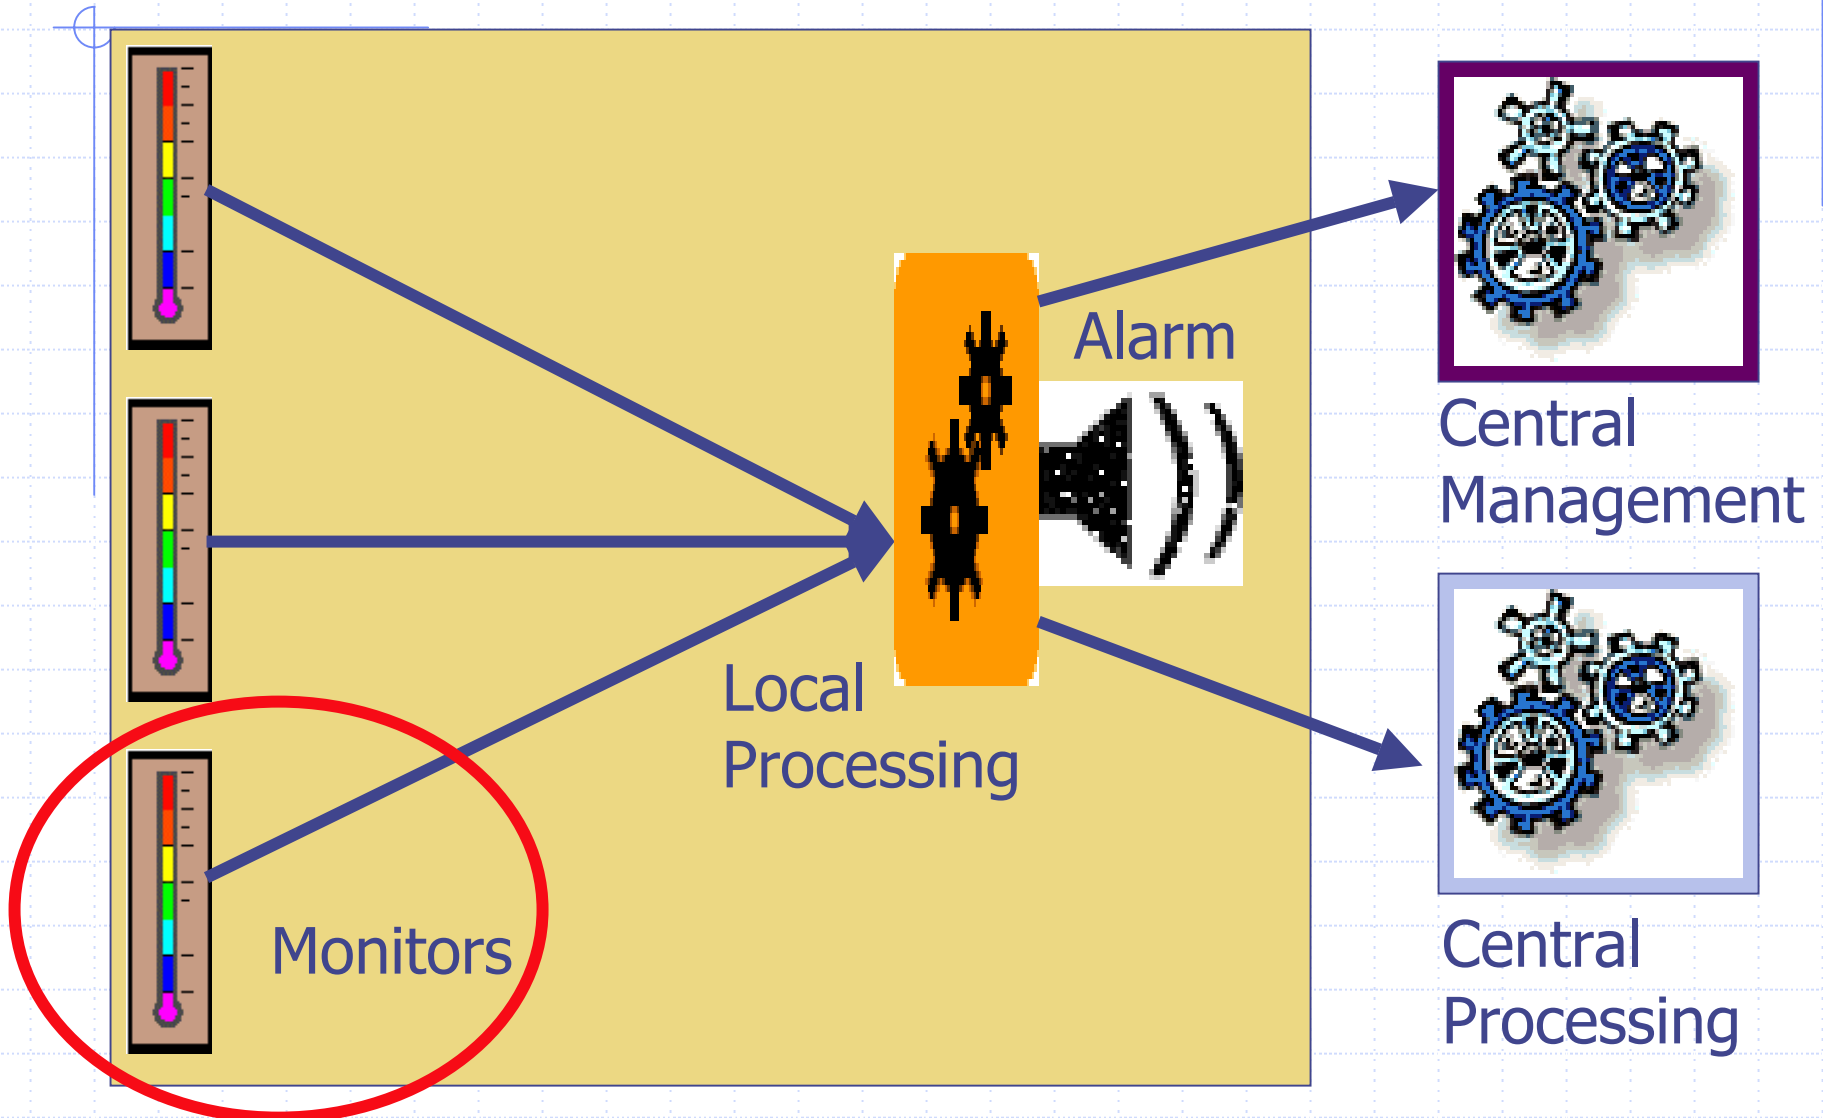 Alarm
Central
Management
Local
Processing
Monitors
Central
Processing